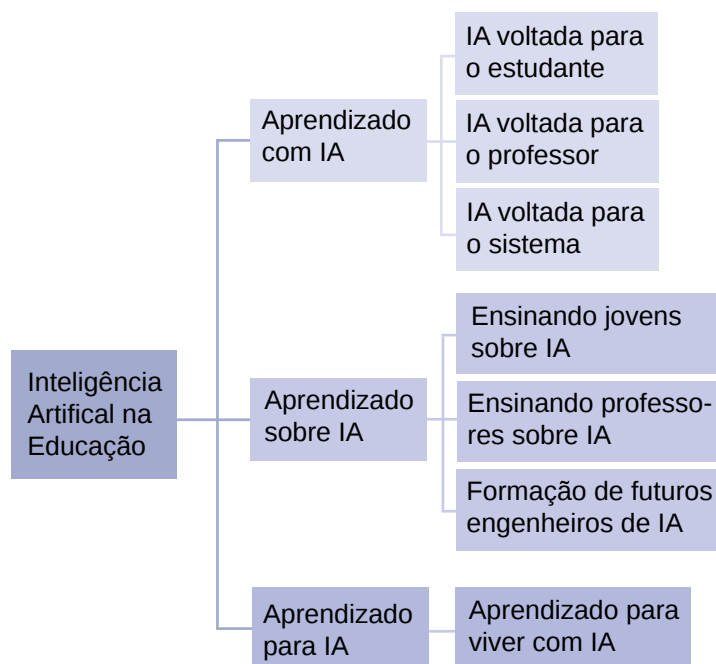 Inteligência
Artifical na
Educação
Aprendizado
com IA
IA voltada para
o estudante
IA voltada para
o professor
IA voltada para
o sistema
Aprendizado
sobre IA
Ensinando jovens
sobre IA
Ensinando professo-
res sobre IA
Formação de futuros
engenheiros de IA
Aprendizado
para IA
Aprendizado para
viver com IA